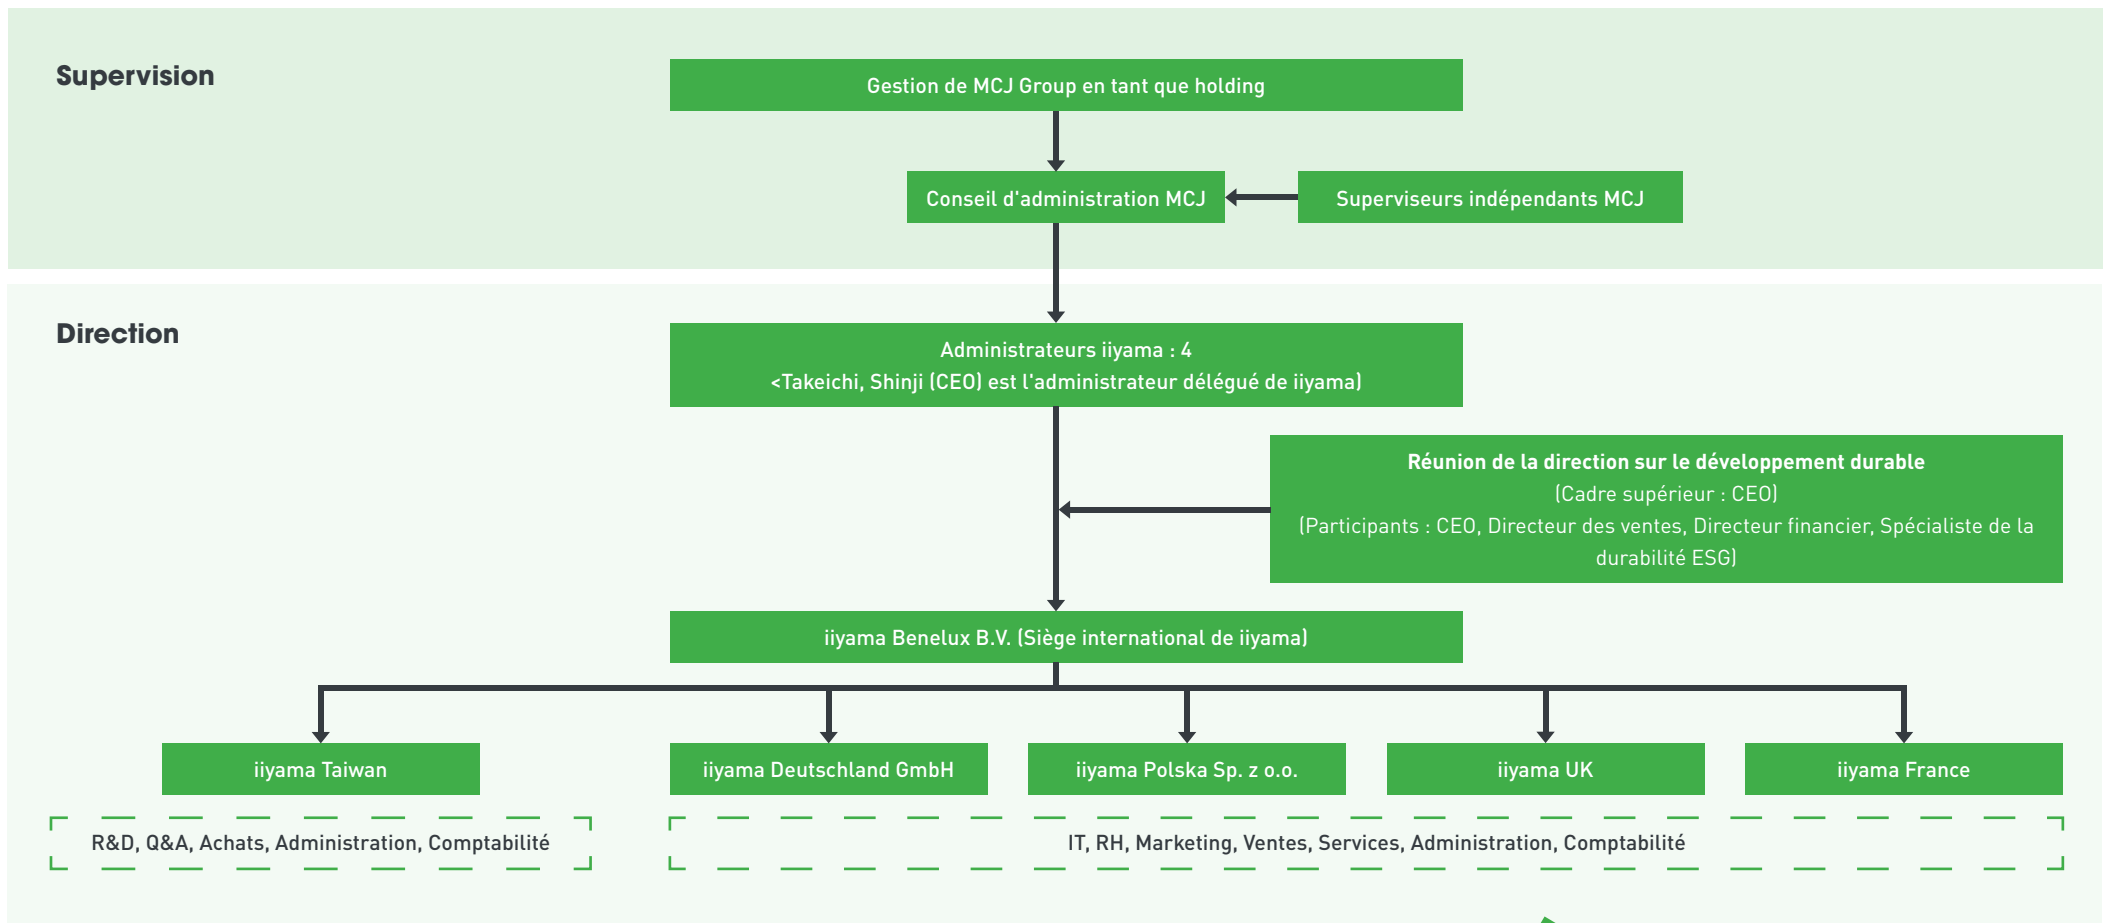 Supervision
Gestion de MCJ Group en tant que holding
Conseil d'administration MCJ
Superviseurs indépendants MCJ
Direction
Administrateurs iiyama : 4
<Takeichi, Shinji (CEO) est l'administrateur délégué de iiyama)
Réunion de la direction sur le développement durable
(Cadre supérieur : CEO)
(Participants : CEO, Directeur des ventes, Directeur financier, Spécialiste de la
durabilité ESG)
iiyama Benelux B.V. (Siège international de iiyama)
iiyama Taiwan
iiyama Deutschland GmbH
iiyama Polska Sp. z o.o.
iiyama UK
iiyama France
R&D, Q&A, Achats, Administration, Comptabilité
IT, RH, Marketing, Ventes, Services, Administration, Comptabilité